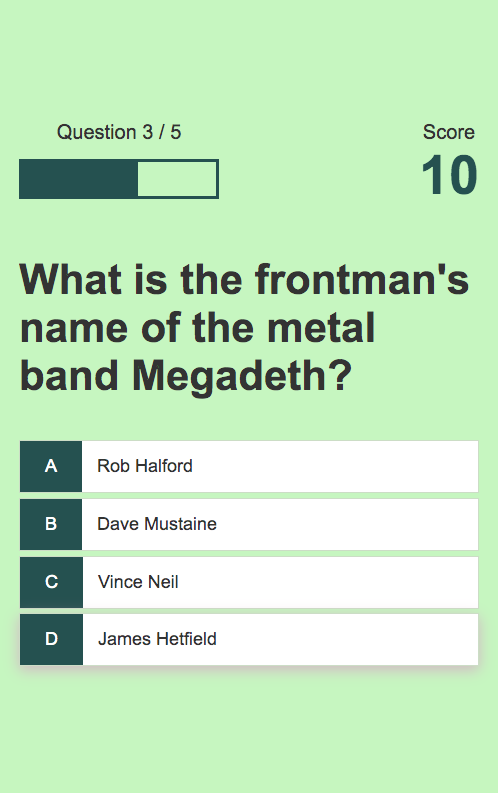 Question 3 / 5
Score
10
What is the frontman's
name of the metal
band Megadeth?
A Rob Halford
B Dave Mustaine
C Vince Neil
D James Hetfield